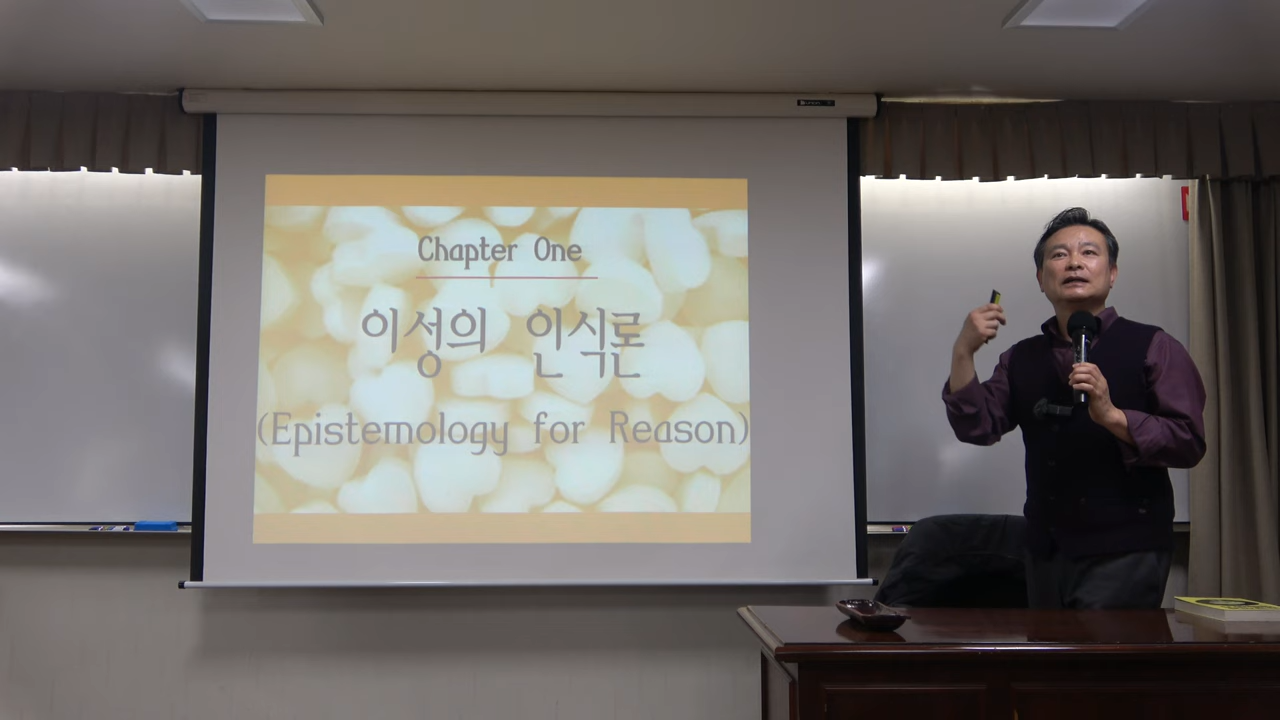 Chapter One
이성의 인식론
(Epistemology for Reason)